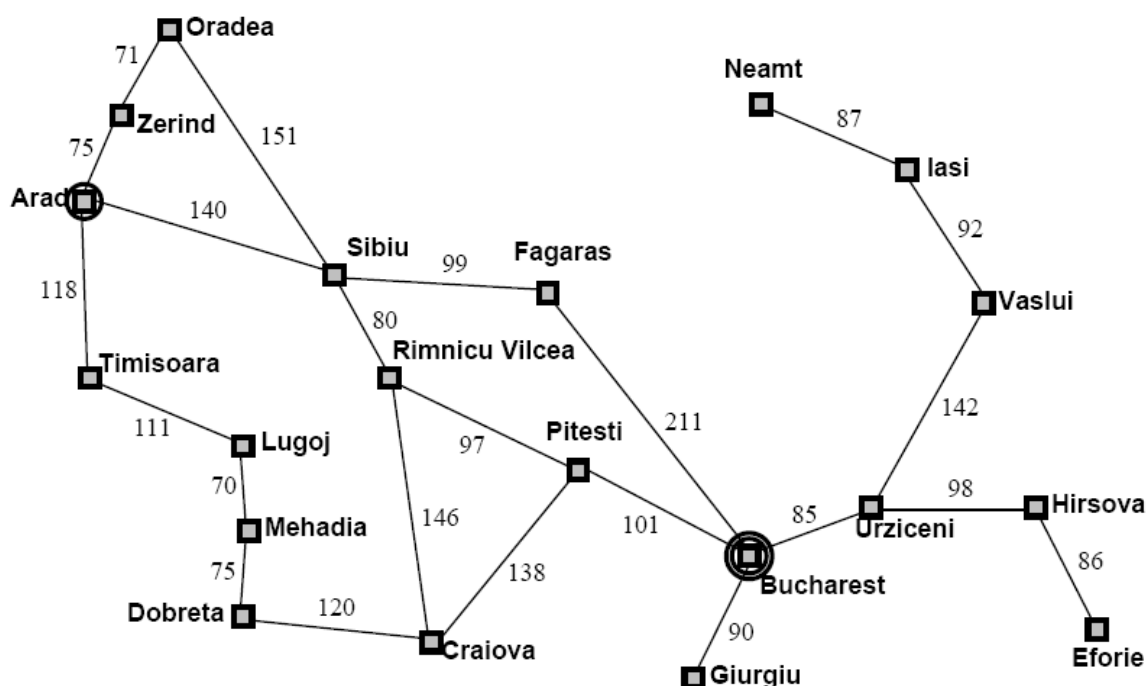 Oradea
71
Neamt
87
Zerind
151
75
Iasi
Arad
140
92
Sibiu
Fagaras
99
118
Vaslui
80
Timisoara
Rimnicu Vilcea
142
211
111
Pitesti
Lugoj
97
70
98
Hirsova
146
101
85
Urziceni
Mehadia
86
75
138
Bucharest
Dobreta
120
90
Craiova
Eforie
Giurgiu